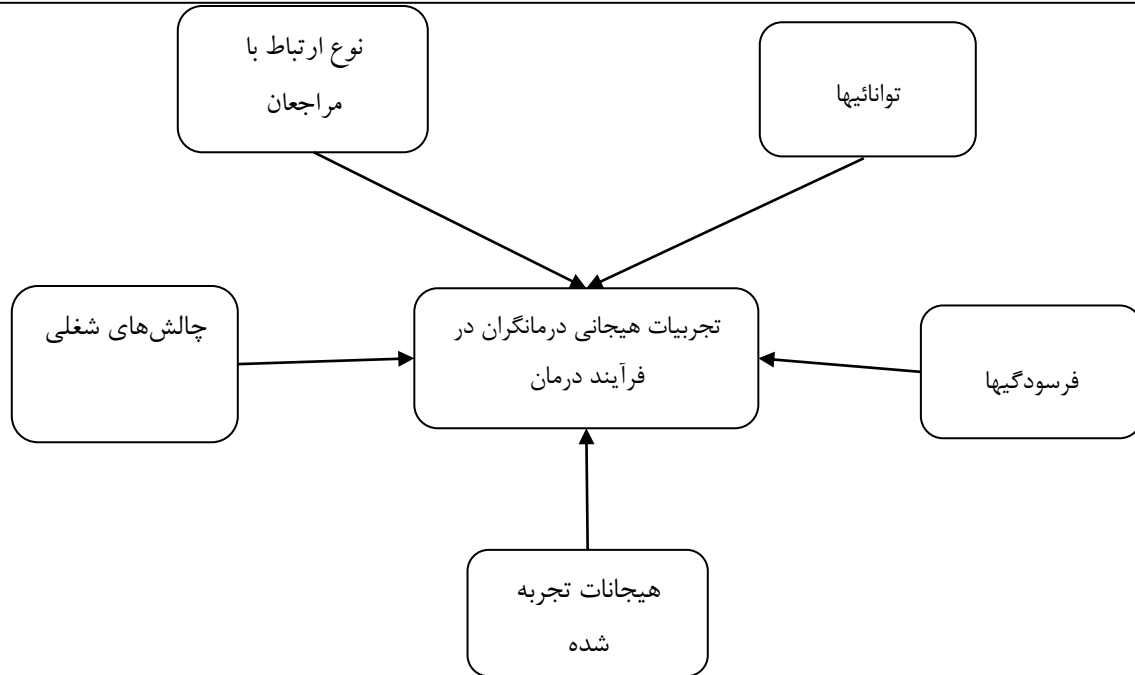 نوع ارتباط با
مراجعان
توانائیها
چالش‌های شغلی
تجربیات هیجانی درمانگران در
فرآیند درمان
فرسودگیها
هیجانات تجربه
شده